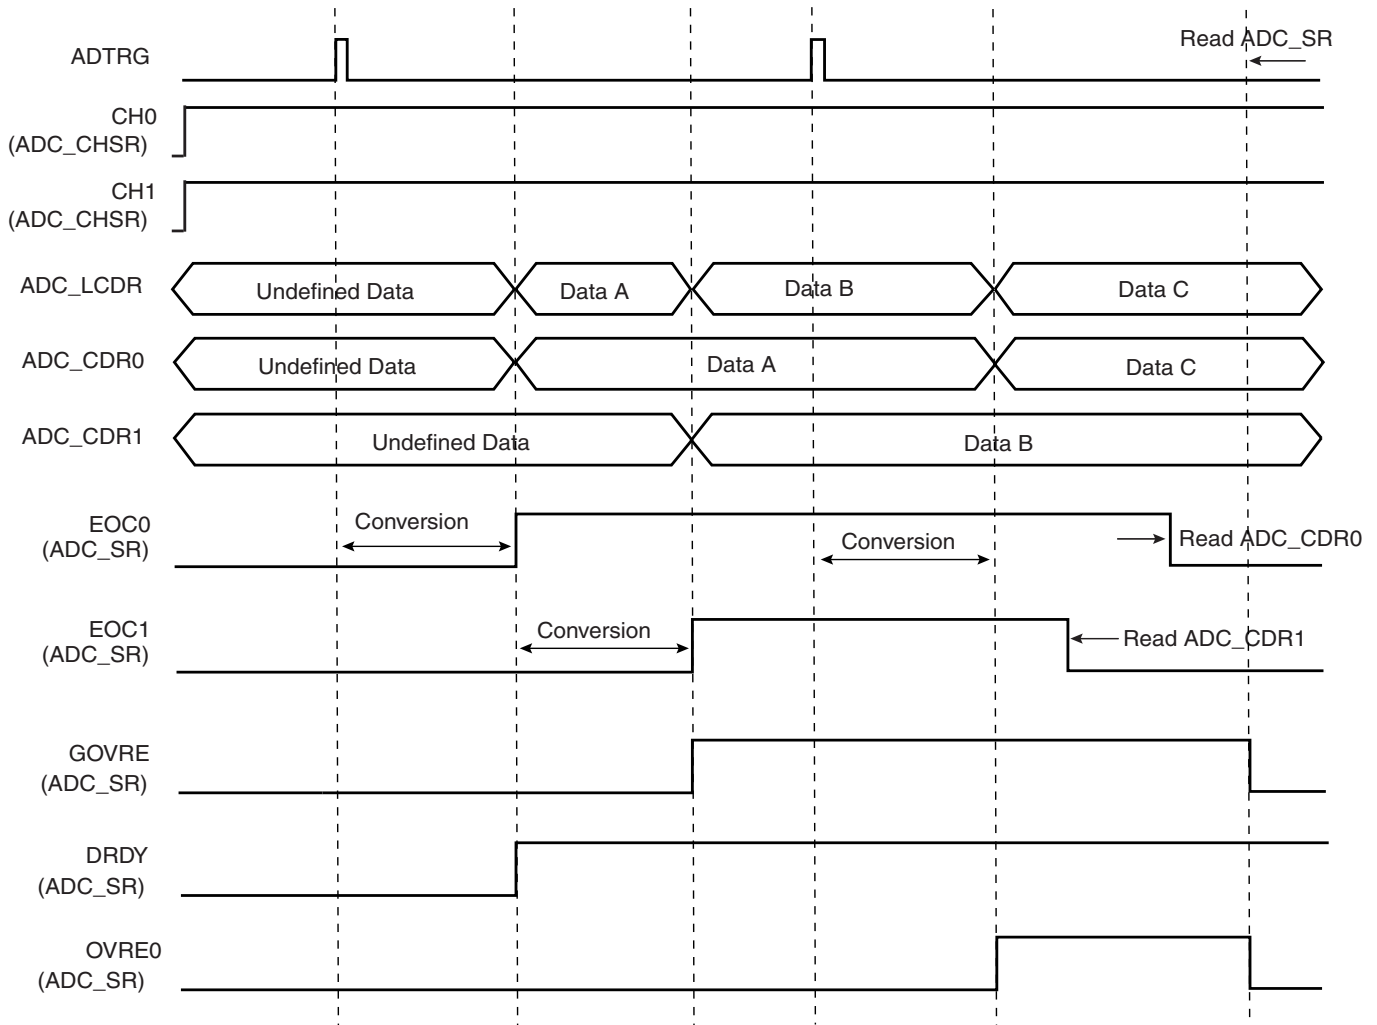 ADTRG
Read ADC_SR
CH0
(ADC_CHSR)
CH1
(ADC_CHSR)
ADC_LCDR
Undefined Data
Data A
Data B
Data C
ADC_CDR0
Undefined Data
Data A
Data C
ADC_CDR1
Undefined Data
Data B
EOC0
(ADC_SR)
Conversion
Conversion
Read ADC_CDR0
EOC1
(ADC_SR)
Conversion
Read ADC_CDR1
GOVRE
(ADC_SR)
DRDY
(ADC_SR)
OVRE0
(ADC_SR)